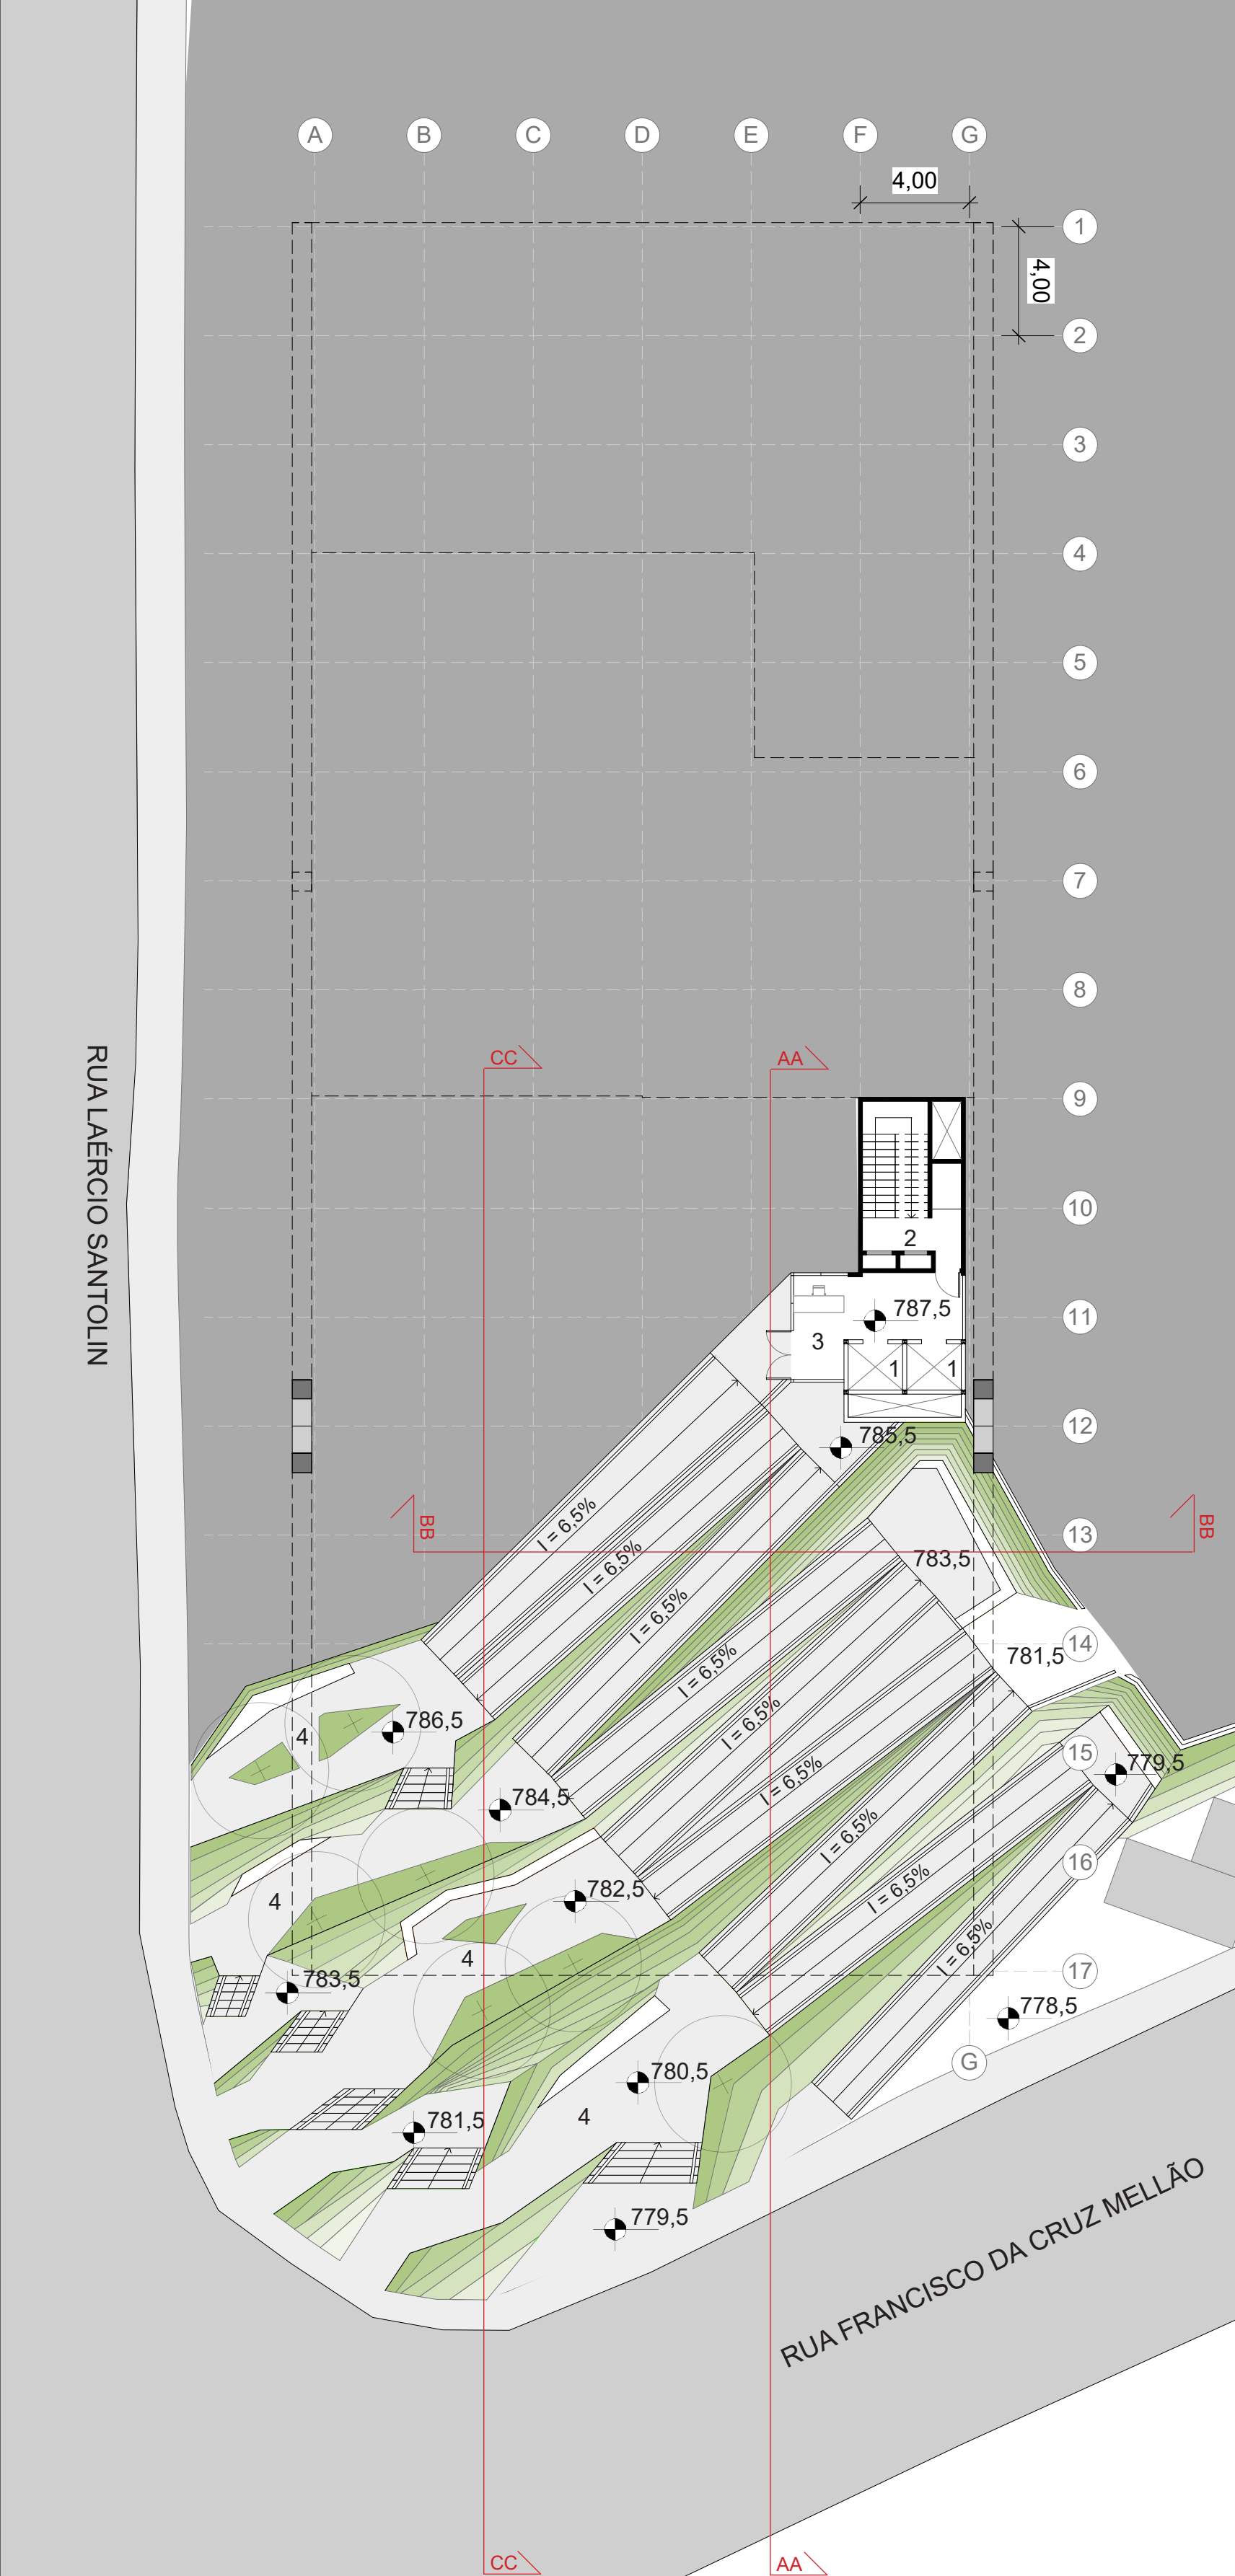 A B C D E F G
4,00
1
4,00
2
3
4
5
6
7
8
RUA LAÉRCIO SANTOLIN
CC AA
9
10
2
787,5 11
3
1 1
785,5 12
BB BB
13
I = 6,5%
I = 6,5%
783,5
I = 6,5%
781,5 14
I = 6,5%
786,5
4
I = 6,5%
15
779,5
I = 6,5%
784,5
I = 6,5%
16
782,5
I = 6,5%
4
I = 6,5%
4
783,5
17
778,5
G
780,5
4
781,5
779,5
RUA FRANCISCO DA CRUZ MELLÃO
CC AA